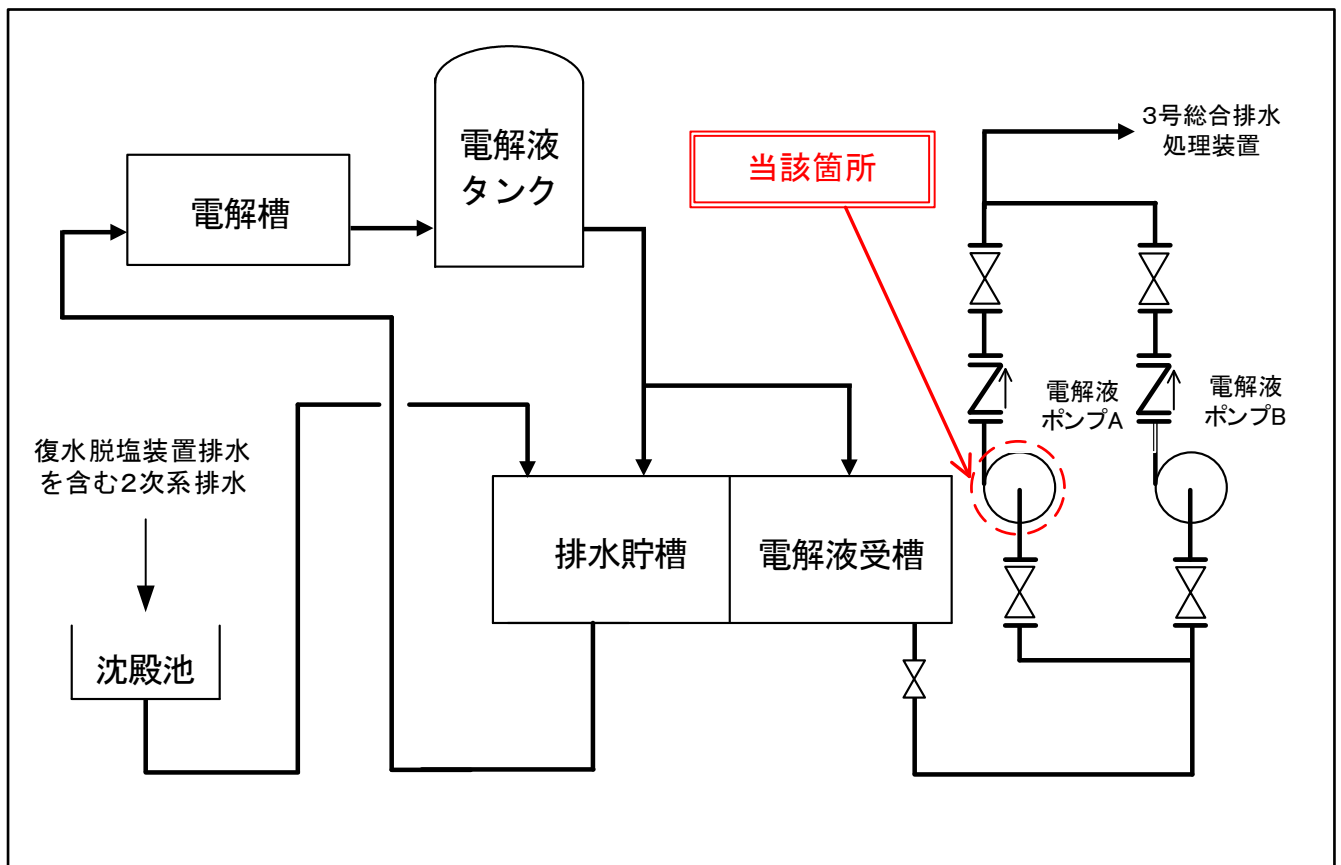 電解液
タンク
電解槽
当該箇所
3号総合排水
処理装置
電解液
ポンプA
電解液
ポンプB
復水脱塩装置排水
を含む2次系排水
排水貯槽
電解液受槽
沈殿池